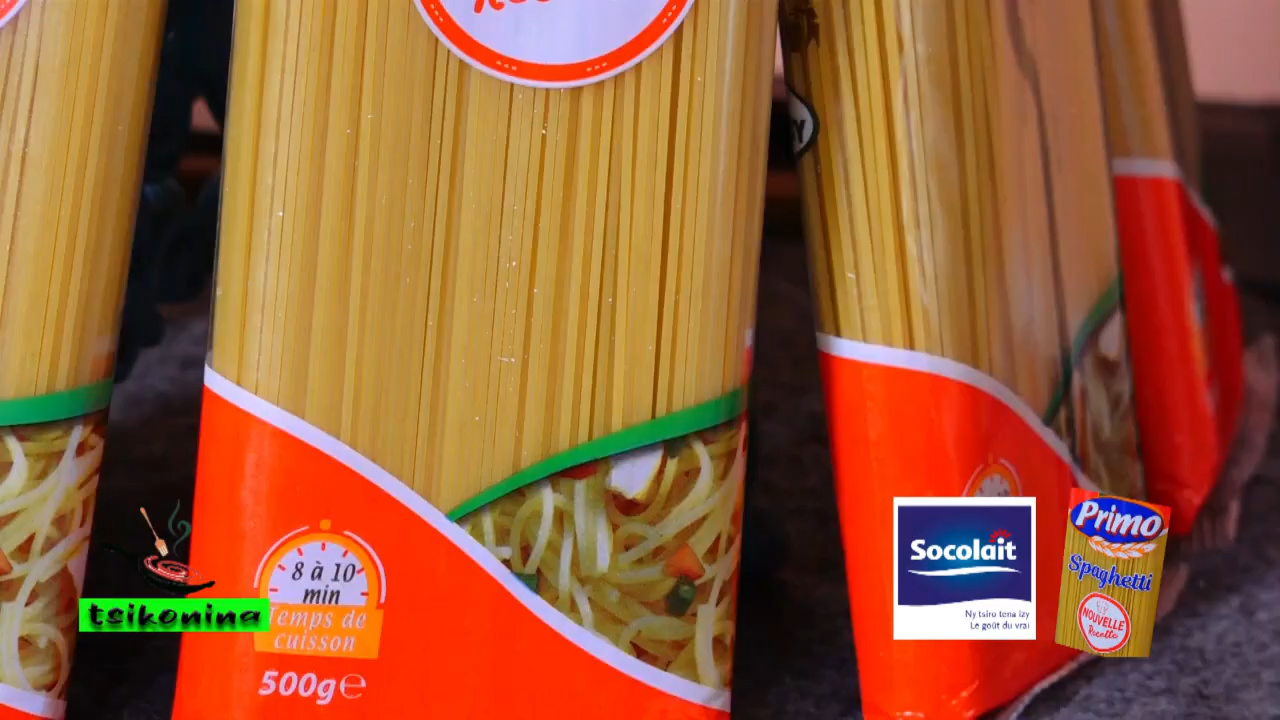 8 à 10
min
Temps de
cuisson
500g℮
tsikonina
Socolait
Ny tsiro tena izy
Le goût du vrai
Primo
Spaghetti
NOUVELLE
Recette